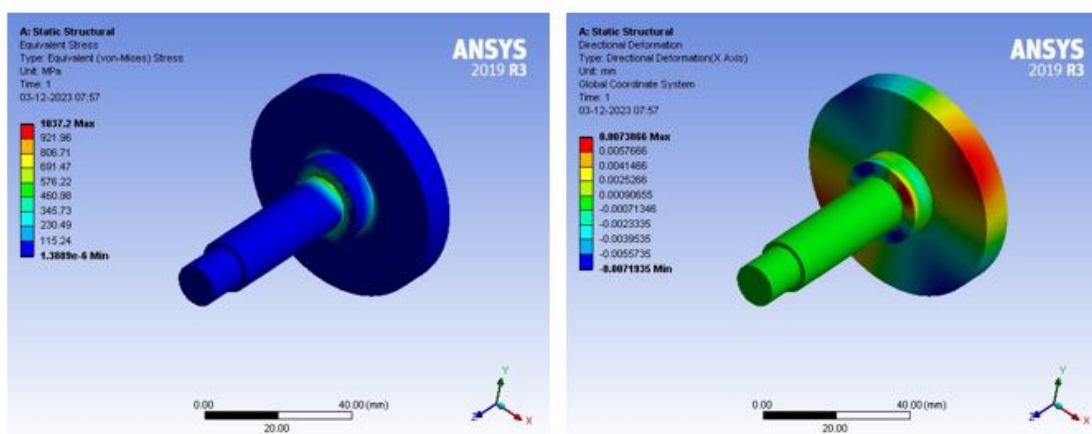 A: Static Structural
Equivalent Stress
Type: Equivalent (von-Mises) Stress
Unit: MPa
Time: 1
03-12-2023 07:57
ANSYS
2019 R3
1037.2 Max
921.96
806.71
691.47
576.22
460.98
345.73
230.49
115.24
1.3889e-6 Min
0.00
40.00 (mm)
20.00
Y
Z
X
A: Static Structural
Directional Deformation
Type: Directional Deformation(X Axis)
Unit: mm
Global Coordinate System
Time: 1
03-12-2023 07:57
ANSYS
2019 R3
0.0073866 Max
0.0057666
0.0041466
0.0025266
0.00090655
-0.00071346
-0.0023335
-0.0039535
-0.0055735
-0.0071935 Min
0.00
40.00 (mm)
20.00
Y
Z
X